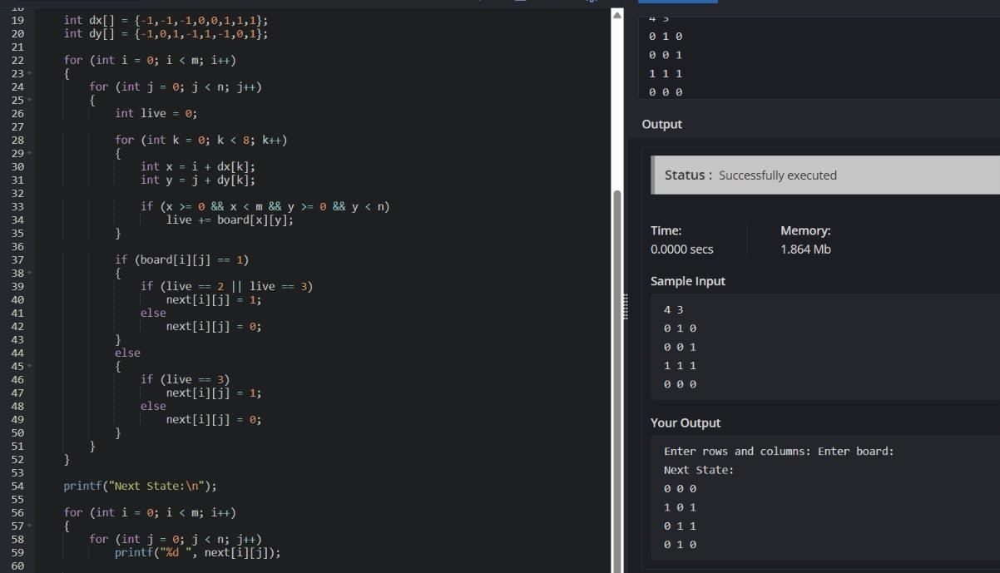 19 int dx[] = {-1,-1,-1,0,0,1,1,1};
20 int dy[] = {-1,0,1,-1,1,-1,0,1};
21
22 for (int i = 0; i < m; i++)
23 {
24 for (int j = 0; j < n; j++)
25 {
26 int live = 0;
27
28 for (int k = 0; k < 8; k++)
29 {
30 int x = i + dx[k];
31 int y = j + dy[k];
32
33 if (x >= 0 && x < m && y >= 0 && y < n)
34 live += board[x][y];
35 }
36
37 if (board[i][j] == 1)
38 {
39 if (live == 2 || live == 3)
40 next[i][j] = 1;
41 else
42 next[i][j] = 0;
43 }
44 else
45 {
46 if (live == 3)
47 next[i][j] = 1;
48 else
49 next[i][j] = 0;
50 }
51 }
52 }
53
54 printf("Next State:\n");
55
56 for (int i = 0; i < m; i++)
57 {
58 for (int j = 0; j < n; j++)
59 printf("%d ", next[i][j]);
60
4 3
0 1 0
0 0 1
1 1 1
0 0 0
Output
Status : Successfully executed
Time: Memory:
0.0000 secs 1.864 Mb
Sample Input
4 3
0 1 0
0 0 1
1 1 1
0 0 0
Your Output
Enter rows and columns: Enter board:
Next State:
0 0 0
1 0 1
0 1 1
0 1 0